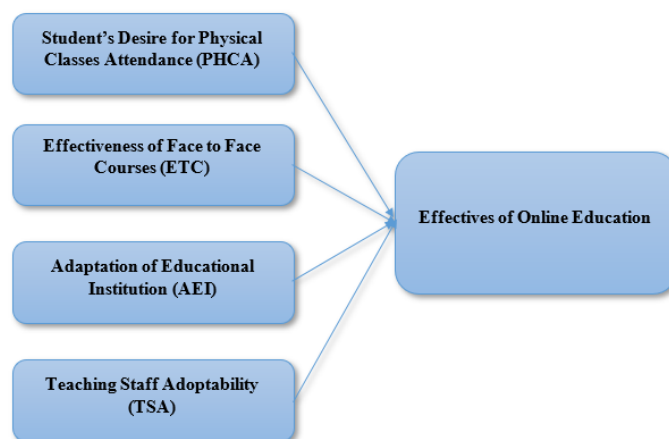 Student's Desire for Physical
Classes Attendance (PHCA)
Effectiveness of Face to Face
Courses (ETC)
Effectives of Online Education
Adaptation of Educational
Institution (AEI)
Teaching Staff Adoptability
(TSA)